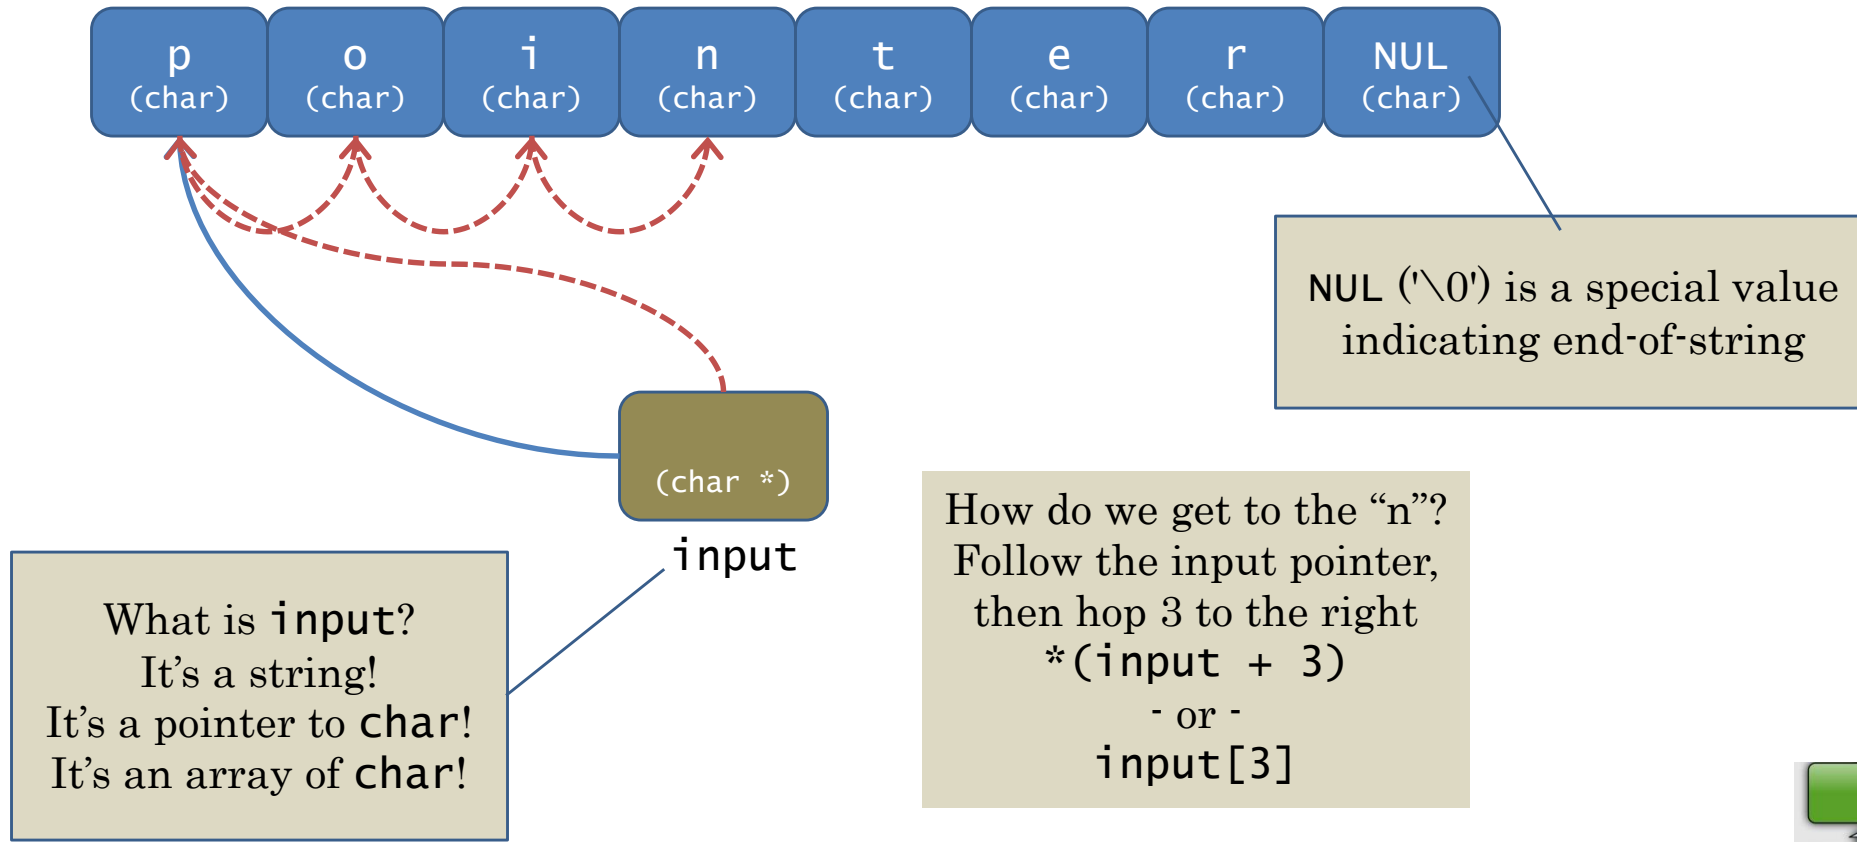 p o i n t e r NUL
(char) (char) (char) (char) (char) (char) (char) (char)
NUL ('\0') is a special value
indicating end-of-string
(char *)
input
What is input?
It's a string!
It's a pointer to char!
It's an array of char!
How do we get to the “n”?
Follow the input pointer,
then hop 3 to the right
*(input + 3)
- or -
input[3]